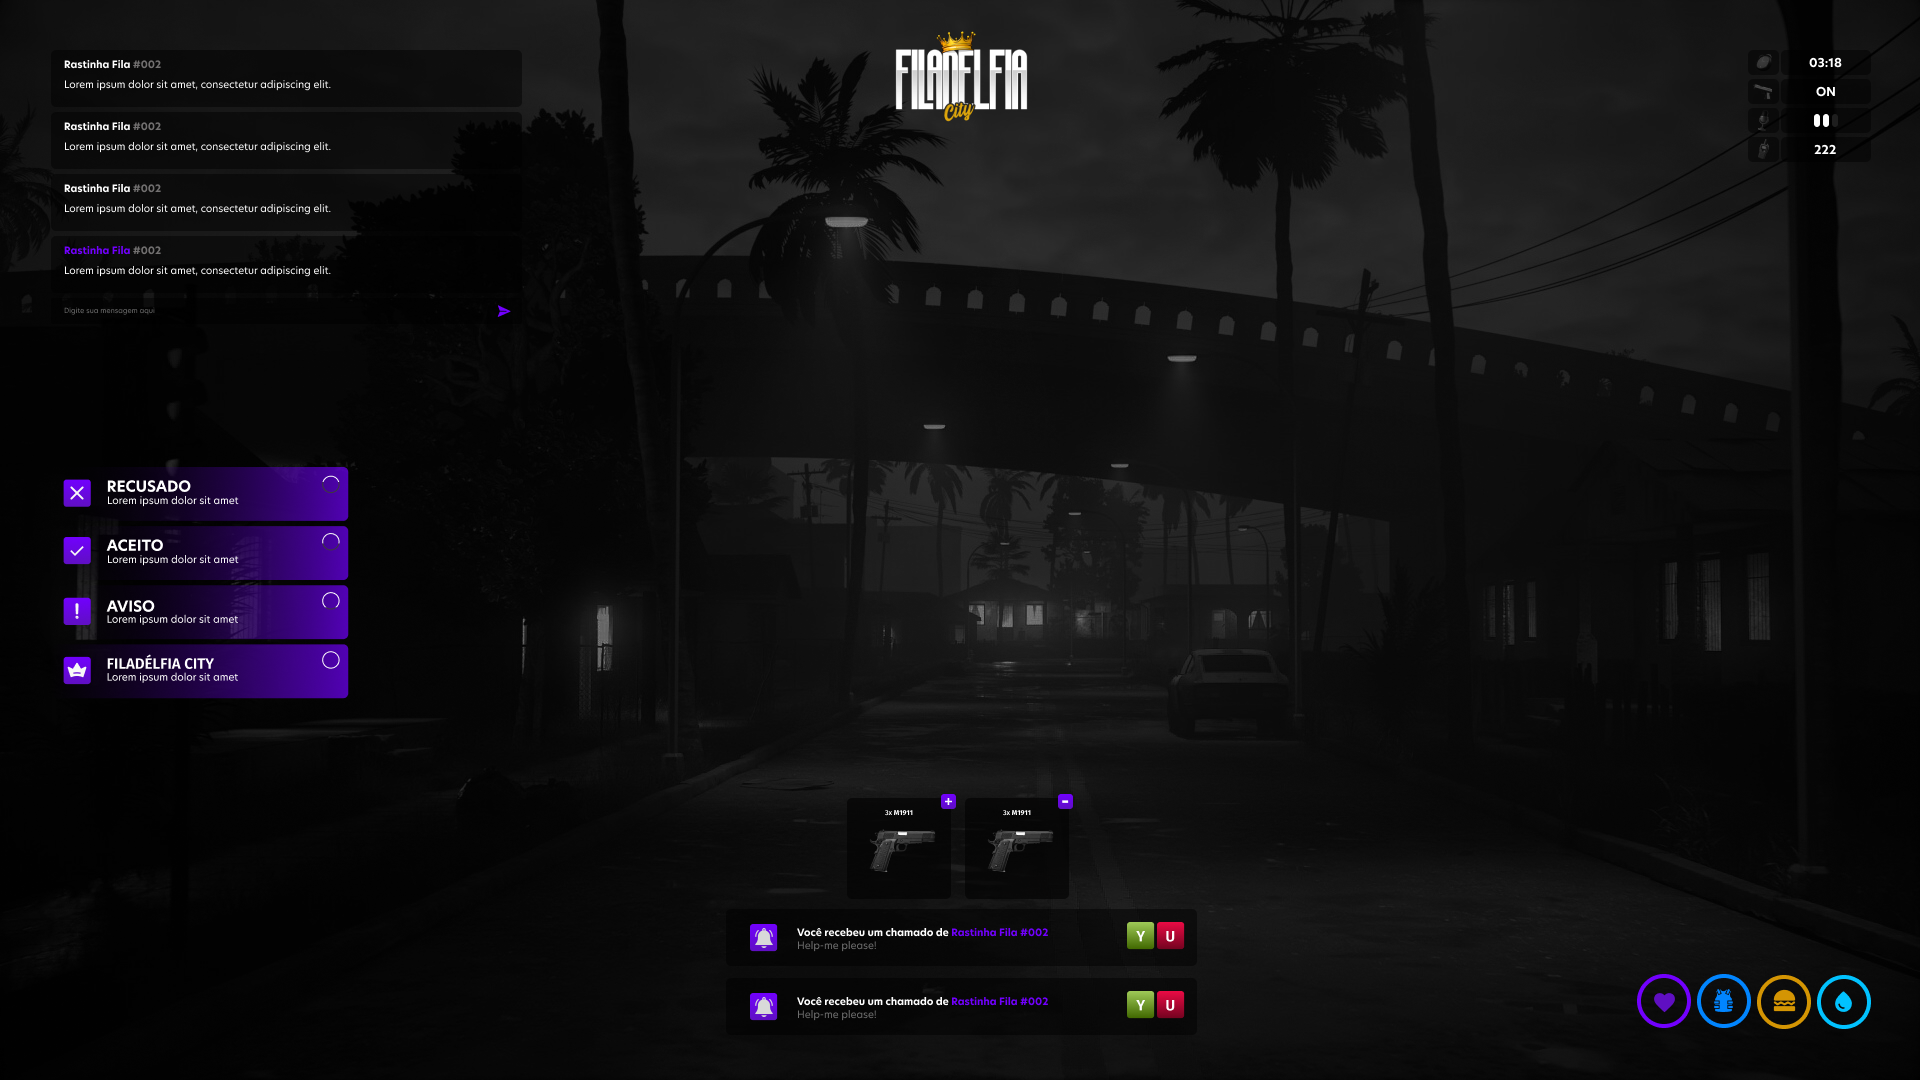 Rastinha Fila #002
Lorem ipsum dolor sit amet, consectetur adipiscing elit.
Rastinha Fila #002
Lorem ipsum dolor sit amet, consectetur adipiscing elit.
Rastinha Fila #002
Lorem ipsum dolor sit amet, consectetur adipiscing elit.
Rastinha Fila #002
Lorem ipsum dolor sit amet, consectetur adipiscing elit.
Digite sua mensagem aqui
FILADELFIA
City
03:18
ON
222
RECUSADO
Lorem ipsum dolor sit amet
ACEITO
Lorem ipsum dolor sit amet
AVISO
Lorem ipsum dolor sit amet
FILADÉLFIA CITY
Lorem ipsum dolor sit amet
3x M1911
3x M1911
Você recebeu um chamado de Rastinha Fila #002
Help-me please!
Y U
Você recebeu um chamado de Rastinha Fila #002
Help-me please!
Y U